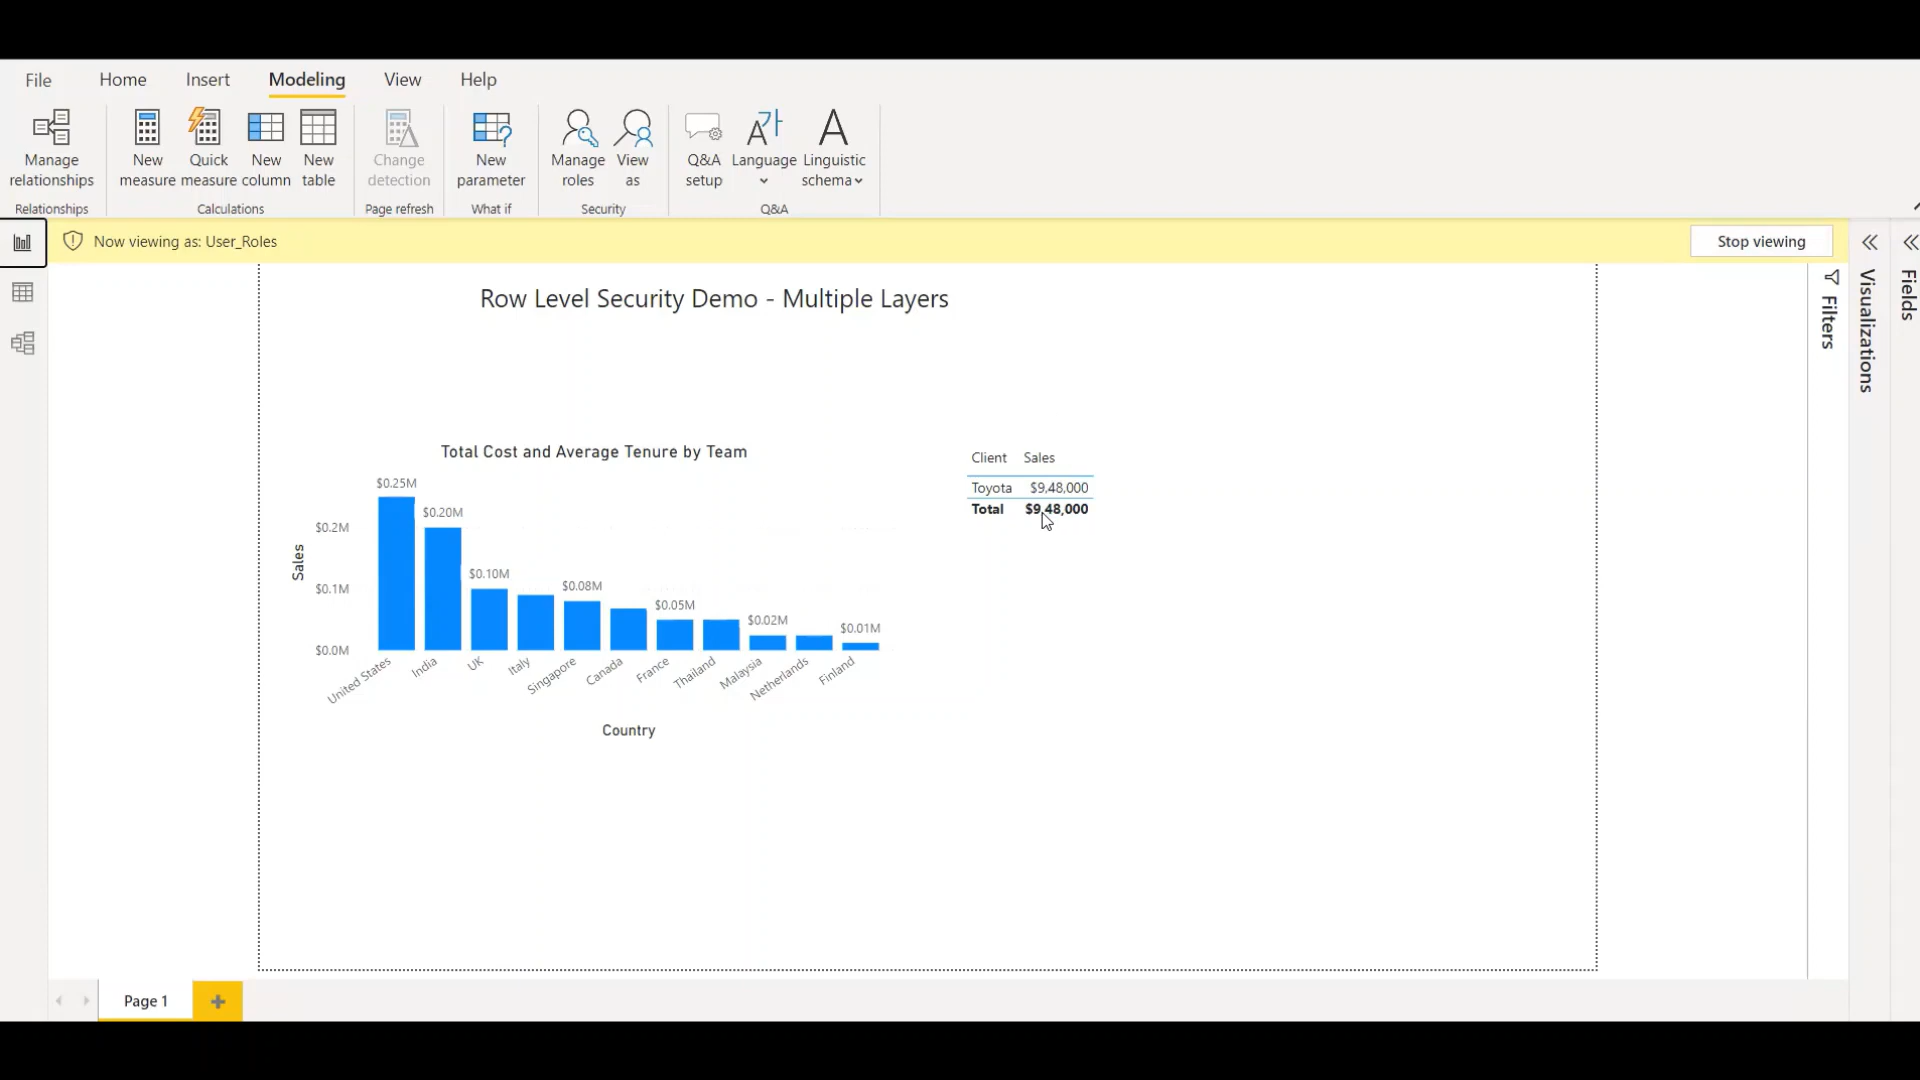 File Home Insert Modeling View Help
Manage relationships
New measure
Quick measure
New column
New table
Change detection
New parameter
Manage roles
View as
Q&A setup
Language
Linguistic schema
Relationships
Calculations
Page refresh
What if
Security
Q&A
Now viewing as: User_Roles
Stop viewing
Row Level Security Demo - Multiple Layers
Total Cost and Average Tenure by Team
$0.25M
$0.20M
$0.10M
$0.08M
$0.05M
$0.02M
$0.01M
$0.2M
$0.1M
$0.0M
Sales
United States
India
UK
Italy
Singapore
Canada
France
Thailand
Malaysia
Netherlands
Finland
Country
Client Sales
Toyota $9,48,000
Total $9,48,000
Filters
Visualizations
Fields
Page 1